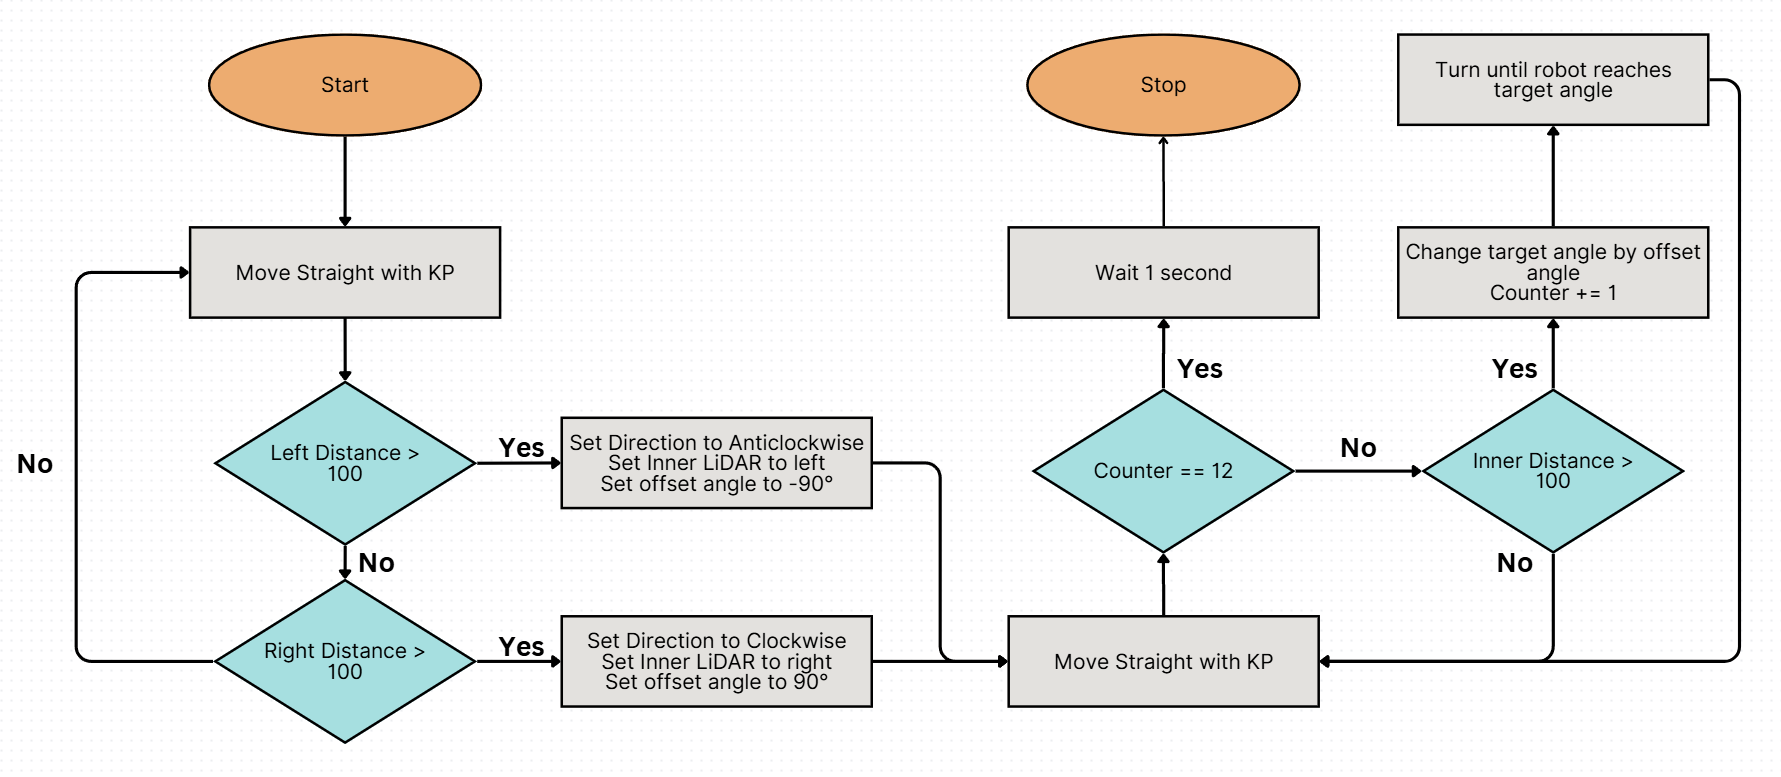 Start
Move Straight with KP
No
Left Distance >
100
Yes
Set Direction to Anticlockwise
Set Inner LiDAR to left
Set offset angle to -90°
No
Right Distance >
100
Yes
Set Direction to Clockwise
Set Inner LiDAR to right
Set offset angle to 90°
Move Straight with KP
Counter == 12
Yes
Wait 1 second
Stop
No
Inner Distance >
100
Yes
Change target angle by offset
angle
Counter += 1
Turn until robot reaches
target angle
No